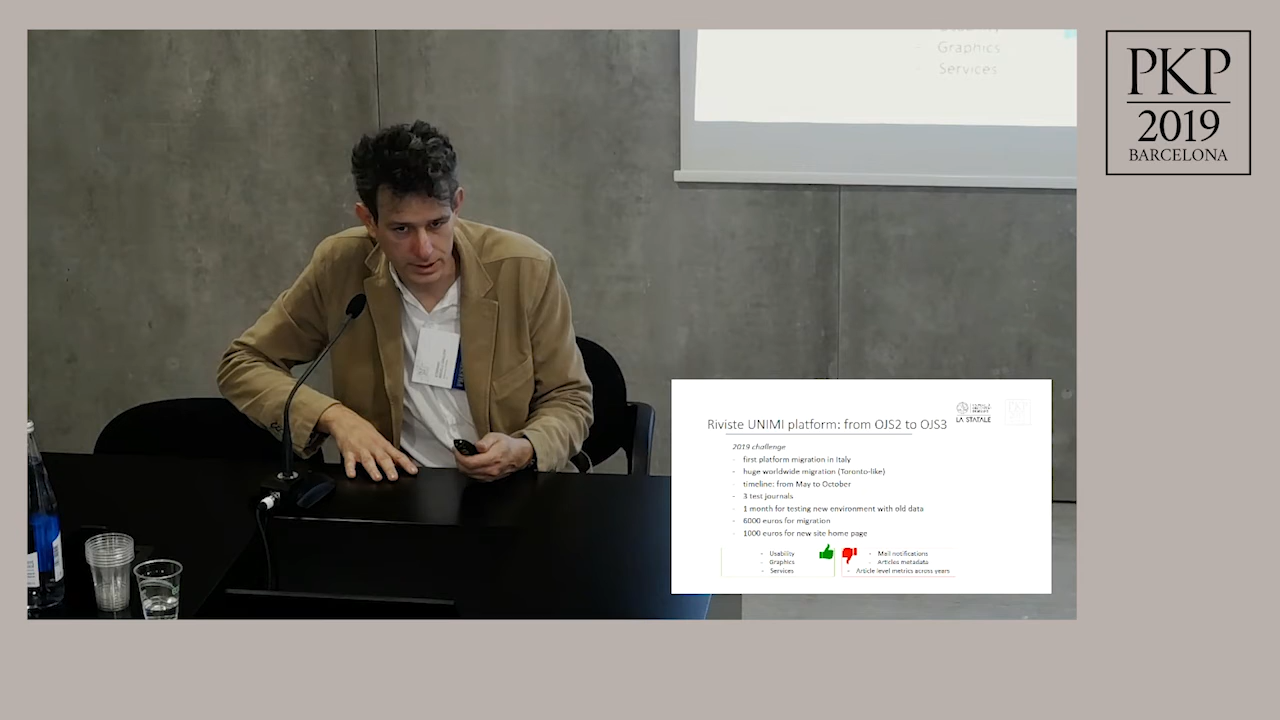 Graphics
Services
PKP
2019
BARCELONA
Riviste UNIMI platform: from OJS2 to OJS3
LA STATALE
2019 challenge
- first platform migration in Italy
- huge worldwide migration (Toronto-like)
- timeline: from May to October
- 3 test journals
- 1 month for testing new environment with old data
- 6000 euros for migration
- 1000 euros for new site home page
- Usability
- Graphics
- Services
- Mail notifications
- Articles metadata
- Article level metrics across years